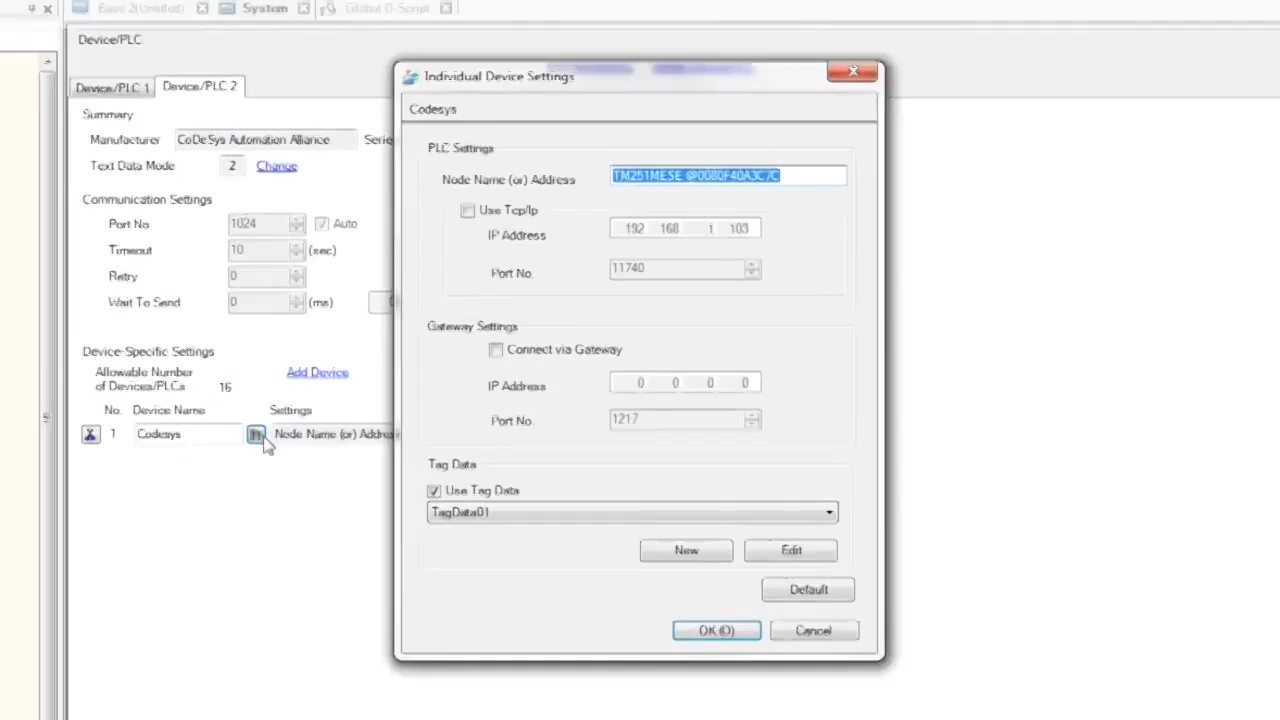 Base 2(Untitled) System Global D-Script
Device/PLC
Device/PLC 1 Device/PLC 2
Summary
Manufacturer CoDeSys Automation Alliance Serie
Text Data Mode 2 Change
Communication Settings
Port No. 1024 Auto
Timeout 10 (sec)
Retry 0
Wait To Send 0 (ms)
Device-Specific Settings
Allowable Number
of Devices/PLCs 16 Add Device
No. Device Name Settings
1 Codesys Node Name (or) Addres
Individual Device Settings
Codesys
PLC Settings
Node Name (or) Address TM251MESE @0080F40A3C7C
Use Tcp/Ip
IP Address 192 168 1 103
Port No. 11740
Gateway Settings
Connect via Gateway
IP Address 0 0 0 0
Port No. 1217
Tag Data
Use Tag Data
TagData01
New Edit
Default
OK (O) Cancel